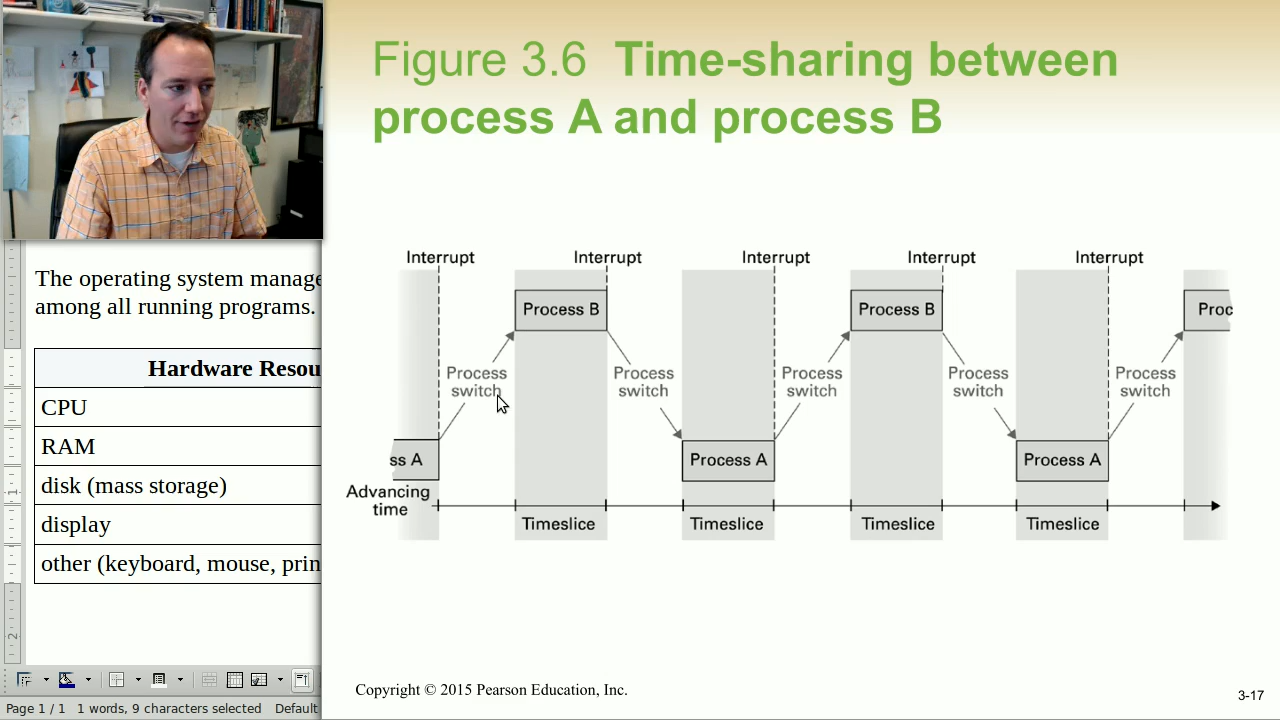 Figure 3.6 Time-sharing between
process A and process B
Interrupt Interrupt Interrupt Interrupt Interrupt
Process B Process B Proc
Process switch Process switch Process switch Process switch Process switch
ss A Process A Process A
Advancing time
Timeslice Timeslice Timeslice Timeslice
Copyright © 2015 Pearson Education, Inc.
3-17
The operating system manage
among all running programs.
Hardware Resou
CPU
RAM
disk (mass storage)
display
other (keyboard, mouse, prin
1
2
Page 1 / 1 1 words, 9 characters selected Default